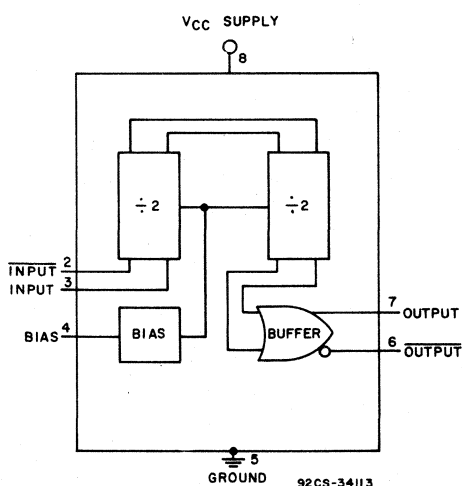 VCC SUPPLY
8
÷2
÷2
INPUT 2
INPUT 3
BIAS 4
BIAS
BUFFER
7 OUTPUT
6 OUTPUT
5
GROUND
92CS-34113